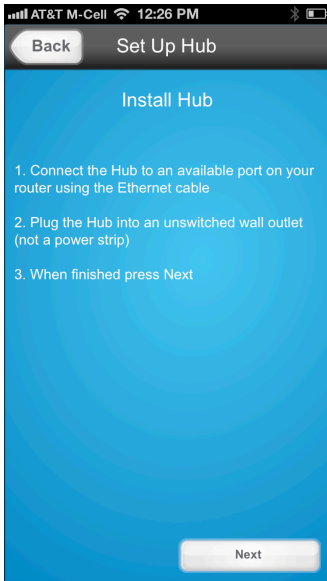 AT&T M-Cell 12:26 PM
Back Set Up Hub
Install Hub
1. Connect the Hub to an available port on your
router using the Ethernet cable
2. Plug the Hub into an unswitched wall outlet
(not a power strip)
3. When finished press Next
Next